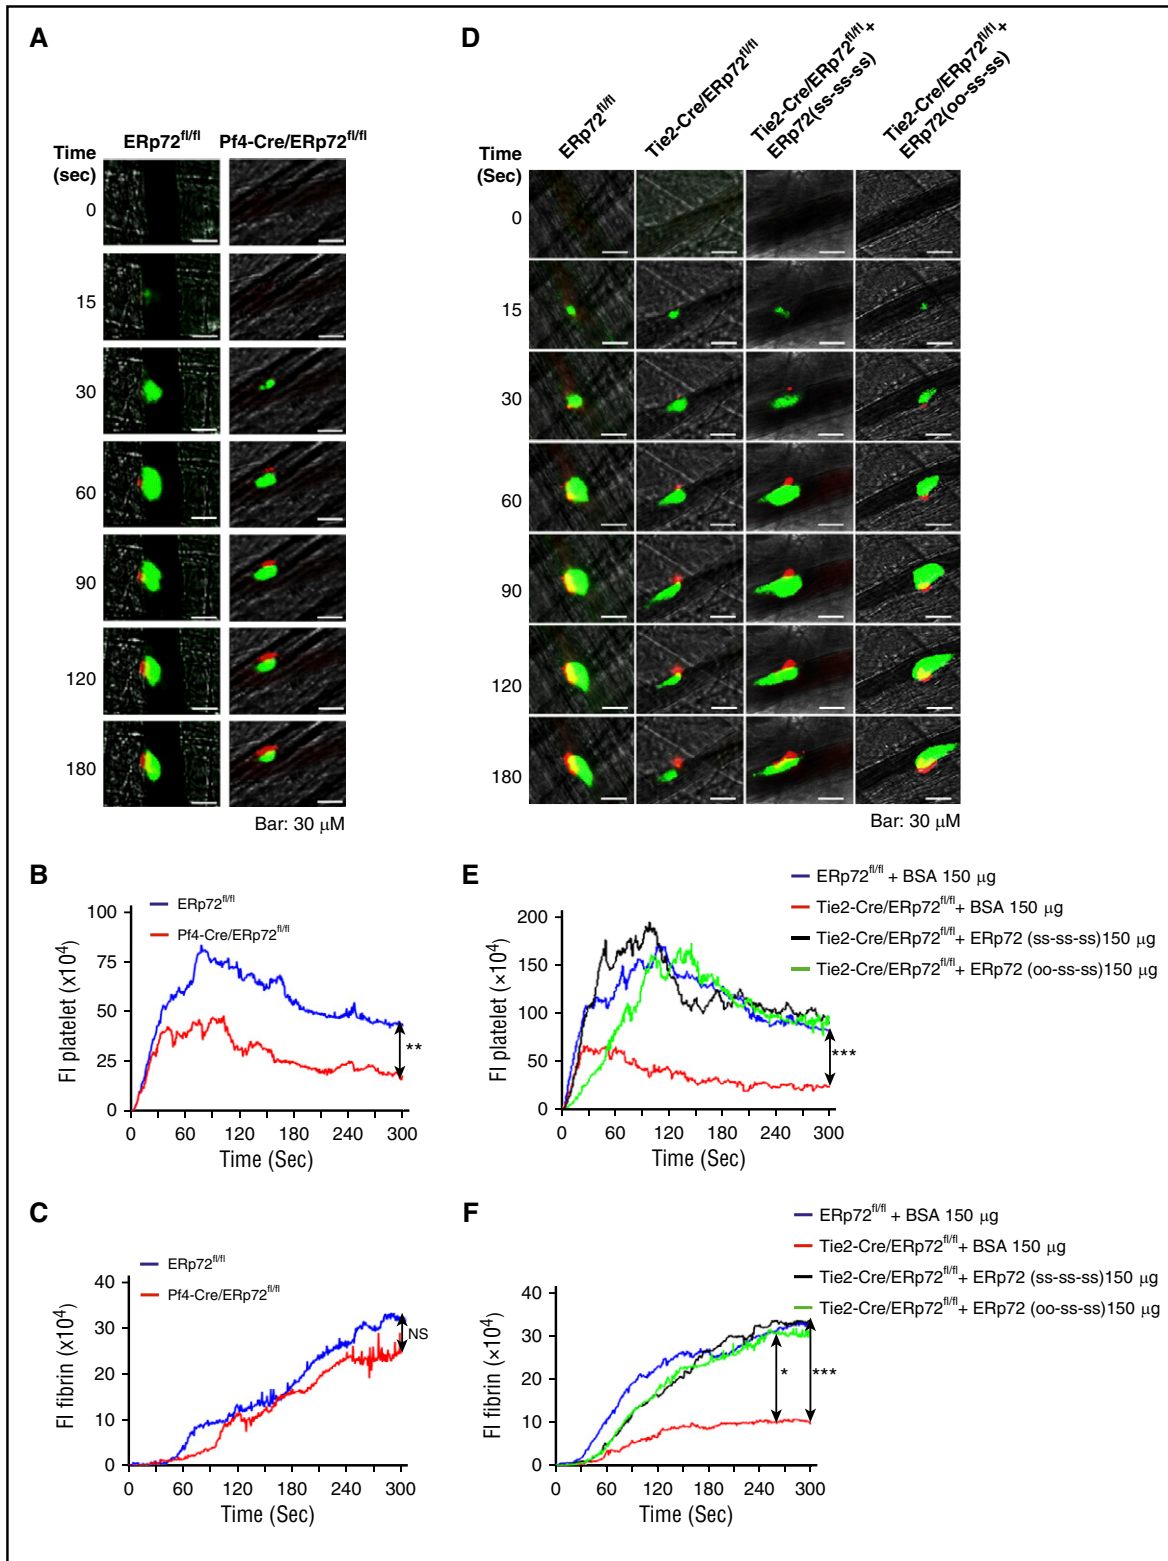 A
ERp72fl/fl Pf4-Cre/ERp72fl/fl
Time
(sec)
0
15
30
60
90
120
180
Bar: 30 µM
D
ERp72fl/fl
Tie2-Cre/ERp72fl/fl
Tie2-Cre/ERp72fl/fl+
ERp72(ss-ss-ss)
Tie2-Cre/ERp72fl/fl+
ERp72(oo-ss-ss)
Time
(Sec)
0
15
30
60
90
120
180
Bar: 30 µM
B
ERp72fl/fl
Pf4-Cre/ERp72fl/fl
FI platelet (x10⁴)
100
75
50
25
0
**
0 60 120 180 240 300
Time (Sec)
E
ERp72fl/fl + BSA 150 µg
Tie2-Cre/ERp72fl/fl+ BSA 150 µg
Tie2-Cre/ERp72fl/fl + ERp72 (ss-ss-ss)150 µg
Tie2-Cre/ERp72fl/fl + ERp72 (oo-ss-ss)150 µg
FI platelet (×10⁴)
200
150
100
50
0
***
0 60 120 180 240 300
Time (Sec)
C
ERp72fl/fl
Pf4-Cre/ERp72fl/fl
FI fibrin (×10⁴)
40
30
20
10
0
NS
0 60 120 180 240 300
Time (Sec)
F
ERp72fl/fl + BSA 150 µg
Tie2-Cre/ERp72fl/fl+ BSA 150 µg
Tie2-Cre/ERp72fl/fl + ERp72 (ss-ss-ss)150 µg
Tie2-Cre/ERp72fl/fl + ERp72 (oo-ss-ss)150 µg
FI fibrin (×10⁴)
40
30
20
10
0
* ***
0 60 120 180 240 300
Time (Sec)